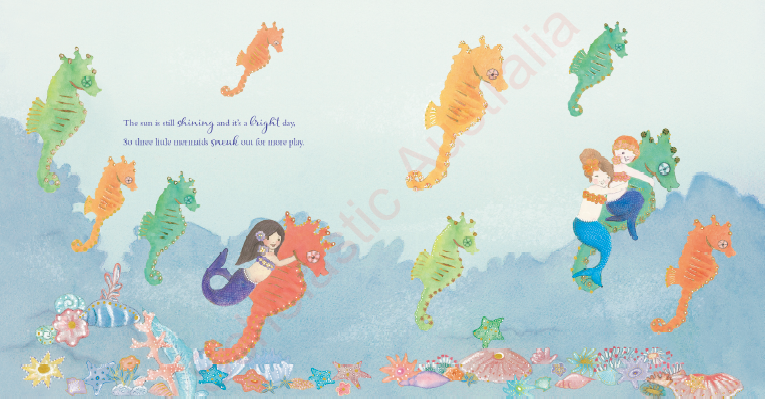 The sun is still shining and it's a bright day,
So three little mermaids sneak out for more play.
Scholastic Australia